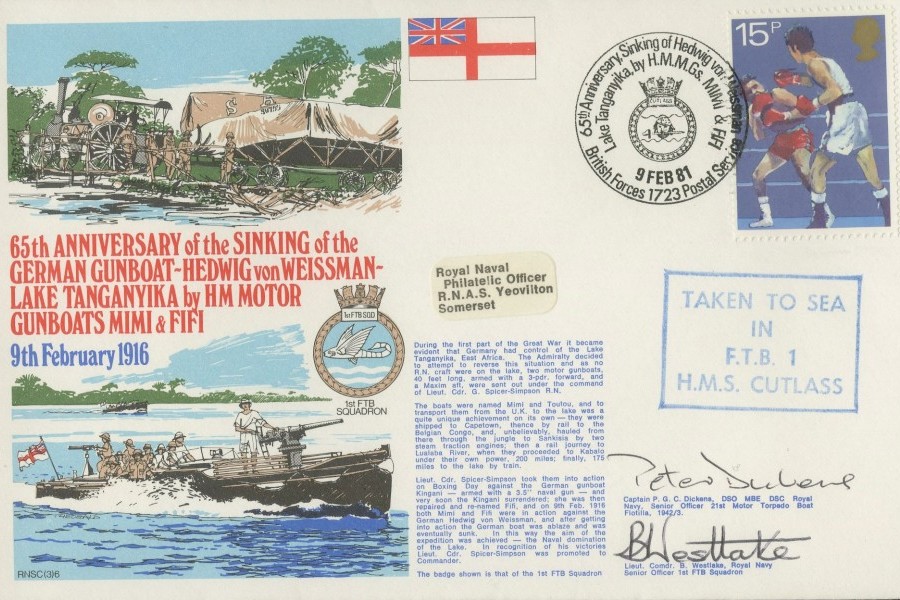 15P
65th Anniversary, Sinking of Hedwig von Weissman on
Lake Tanganyika, by H.M.M.Gs. MIMI & FIFI
CUTLASS
9 FEB 81
British Forces 1723 Postal Service
65th ANNIVERSARY of the SINKING of the
GERMAN GUNBOAT-HEDWIG von WEISSMAN-
LAKE TANGANYIKA by HM MOTOR
GUNBOATS MIMI & FIFI
9th February 1916
1st FTB SQD
1st FTB
SQUADRON
RNSC(3)6
Royal Naval
Philatelic Officer
R.N.A.S. Yeovilton
Somerset
During the first part of the Great War it became
evident that Germany had control of the Lake
Tanganyika, East Africa. The Admiralty decided
to attempt to reverse this situation and as no
R.N. craft were on the lake, two motor gunboats,
40 feet long, armed with a 3-pdr. forward, and
a Maxim aft, were sent out under the command
of Lieut. Cdr. G. Spicer-Simpson R.N.
The boats were named Mimi and Toutou, and to
transport them from the U.K. to the lake was a
quite unique achievement on its own — they were
shipped to Capetown, thence by rail to the
Belgian Congo, and, unbelievably, hauled from
there through the jungle to Sankisia by two
steam traction engines; then a rail journey to
Lualaba River, when they proceeded to Kabalo
under their own power, 200 miles; finally, 175
miles to the lake by train.
Lieut. Cdr. Spicer-Simpson took them into action
on Boxing Day against the German gunboat
Kingani — armed with a 3.5" naval gun — and
very soon the Kingani surrendered; she was then
repaired and re-named Fifi, and on 9th Feb. 1916
both Mimi and Fifi were in action against the
German Hedwig von Weissman, and after getting
into action the German boat was ablaze and was
eventually sunk. In this way the aim of the
expedition was achieved — the Naval domination
of the Lake. In recognition of his victories
Lieut. Cdr. Spicer-Simpson was promoted to
Commander.
The badge shown is that of the 1st FTB Squadron
TAKEN TO SEA
IN
F.T.B. 1
H.M.S. CUTLASS
Peter Dickens
Captain P. G. C. Dickens, DSO MBE DSC Royal
Navy, Senior Officer 21st Motor Torpedo Boat
Flotilla, 1942/3.
B Westlake
Lieut. Comdr. B. Westlake, Royal Navy
Senior Officer 1st FTB Squadron